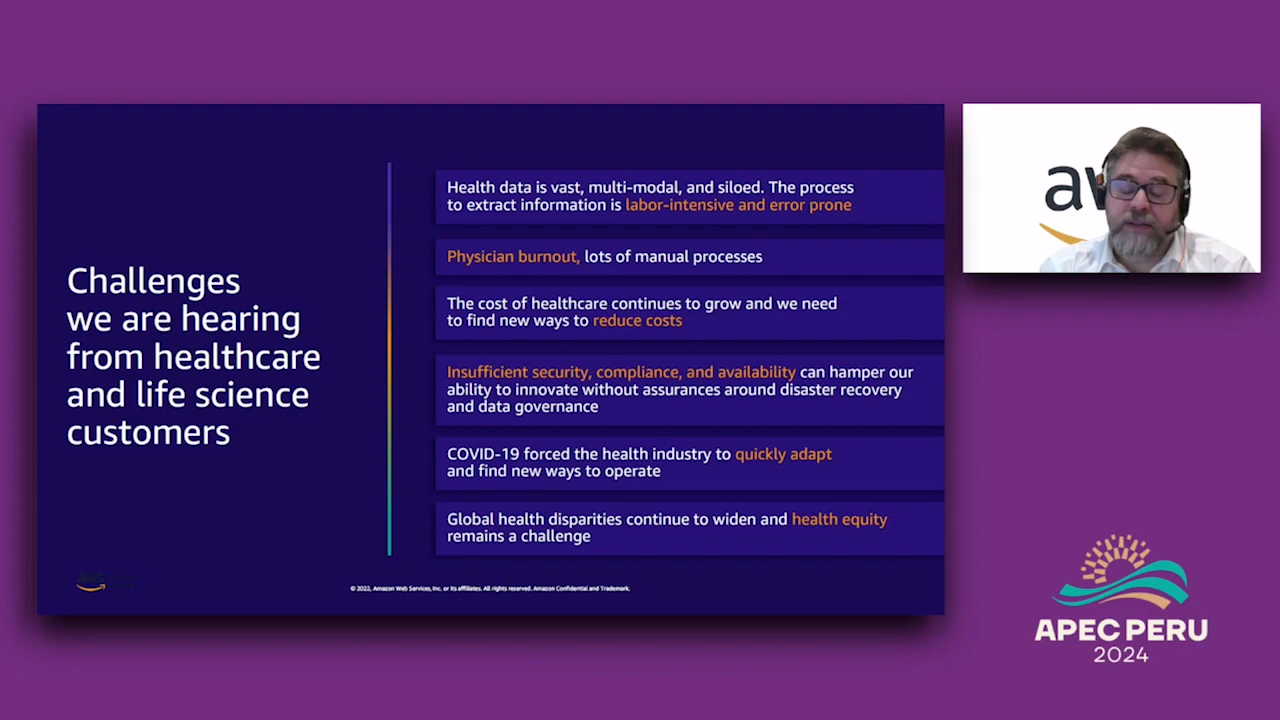 Challenges
we are hearing
from healthcare
and life science
customers
Health data is vast, multi-modal, and siloed. The process
to extract information is labor-intensive and error prone
Physician burnout, lots of manual processes
The cost of healthcare continues to grow and we need
to find new ways to reduce costs
Insufficient security, compliance, and availability can hamper our
ability to innovate without assurances around disaster recovery
and data governance
COVID-19 forced the health industry to quickly adapt
and find new ways to operate
Global health disparities continue to widen and health equity
remains a challenge
aws
© 2022, Amazon Web Services, Inc. or its affiliates. All rights reserved. Amazon Confidential and Trademark.
APEC PERU
2024